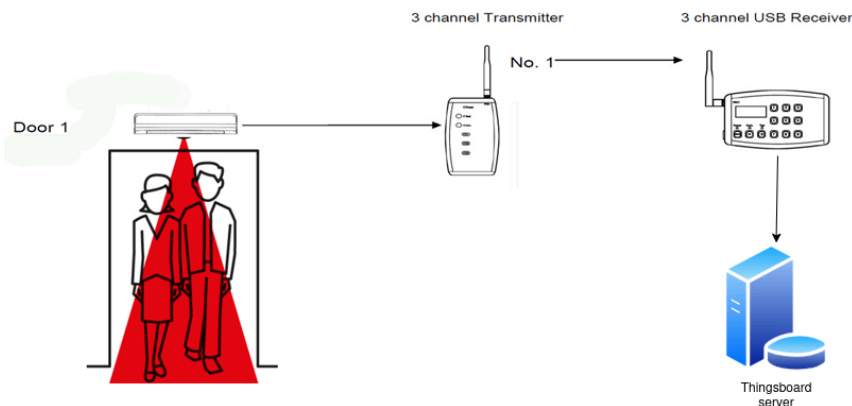 3 channel Transmitter
3 channel USB Receiver
No. 1
Door 1
Thingsboard
server